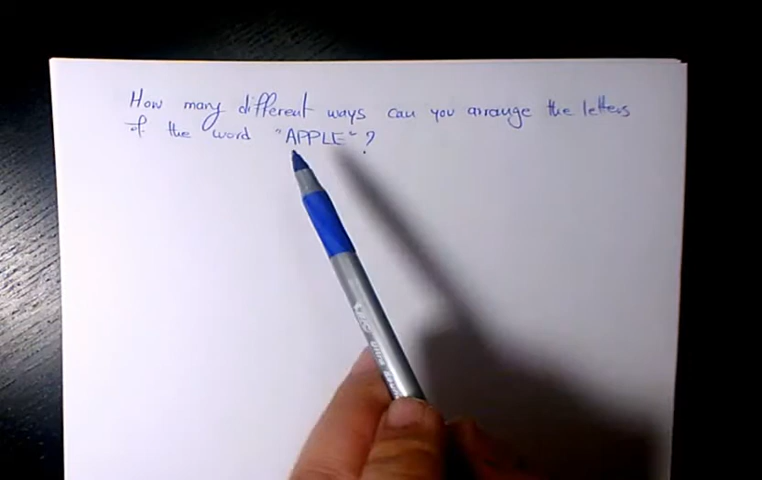 How many different ways can you arrange the letters
of the word "APPLE"?